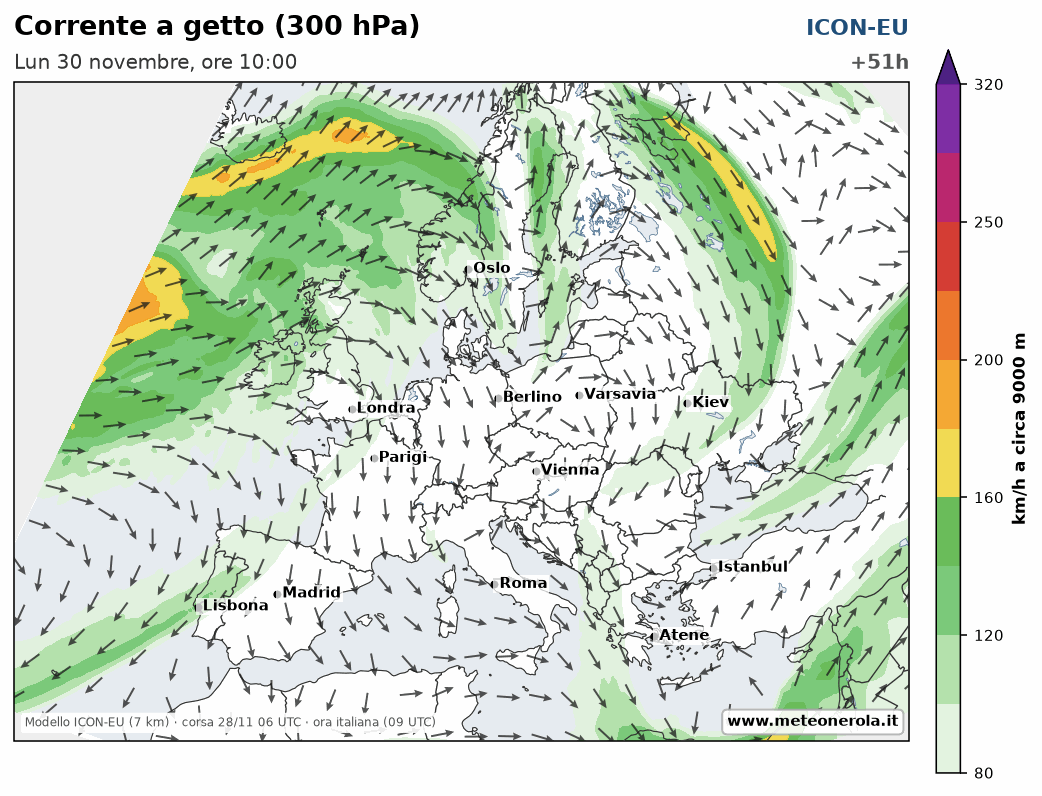 Corrente a getto (300 hPa)
ICON-EU
Lun 30 novembre, ore 10:00
+51h
320
250
200
160
120
80
km/h a circa 9000 m
Oslo
Berlino
Varsavia
Kiev
Londra
Parigi
Vienna
Istanbul
Roma
Madrid
Lisbona
Atene
Modello ICON-EU (7 km) · corsa 28/11 06 UTC · ora italiana (09 UTC)
www.meteonerola.it